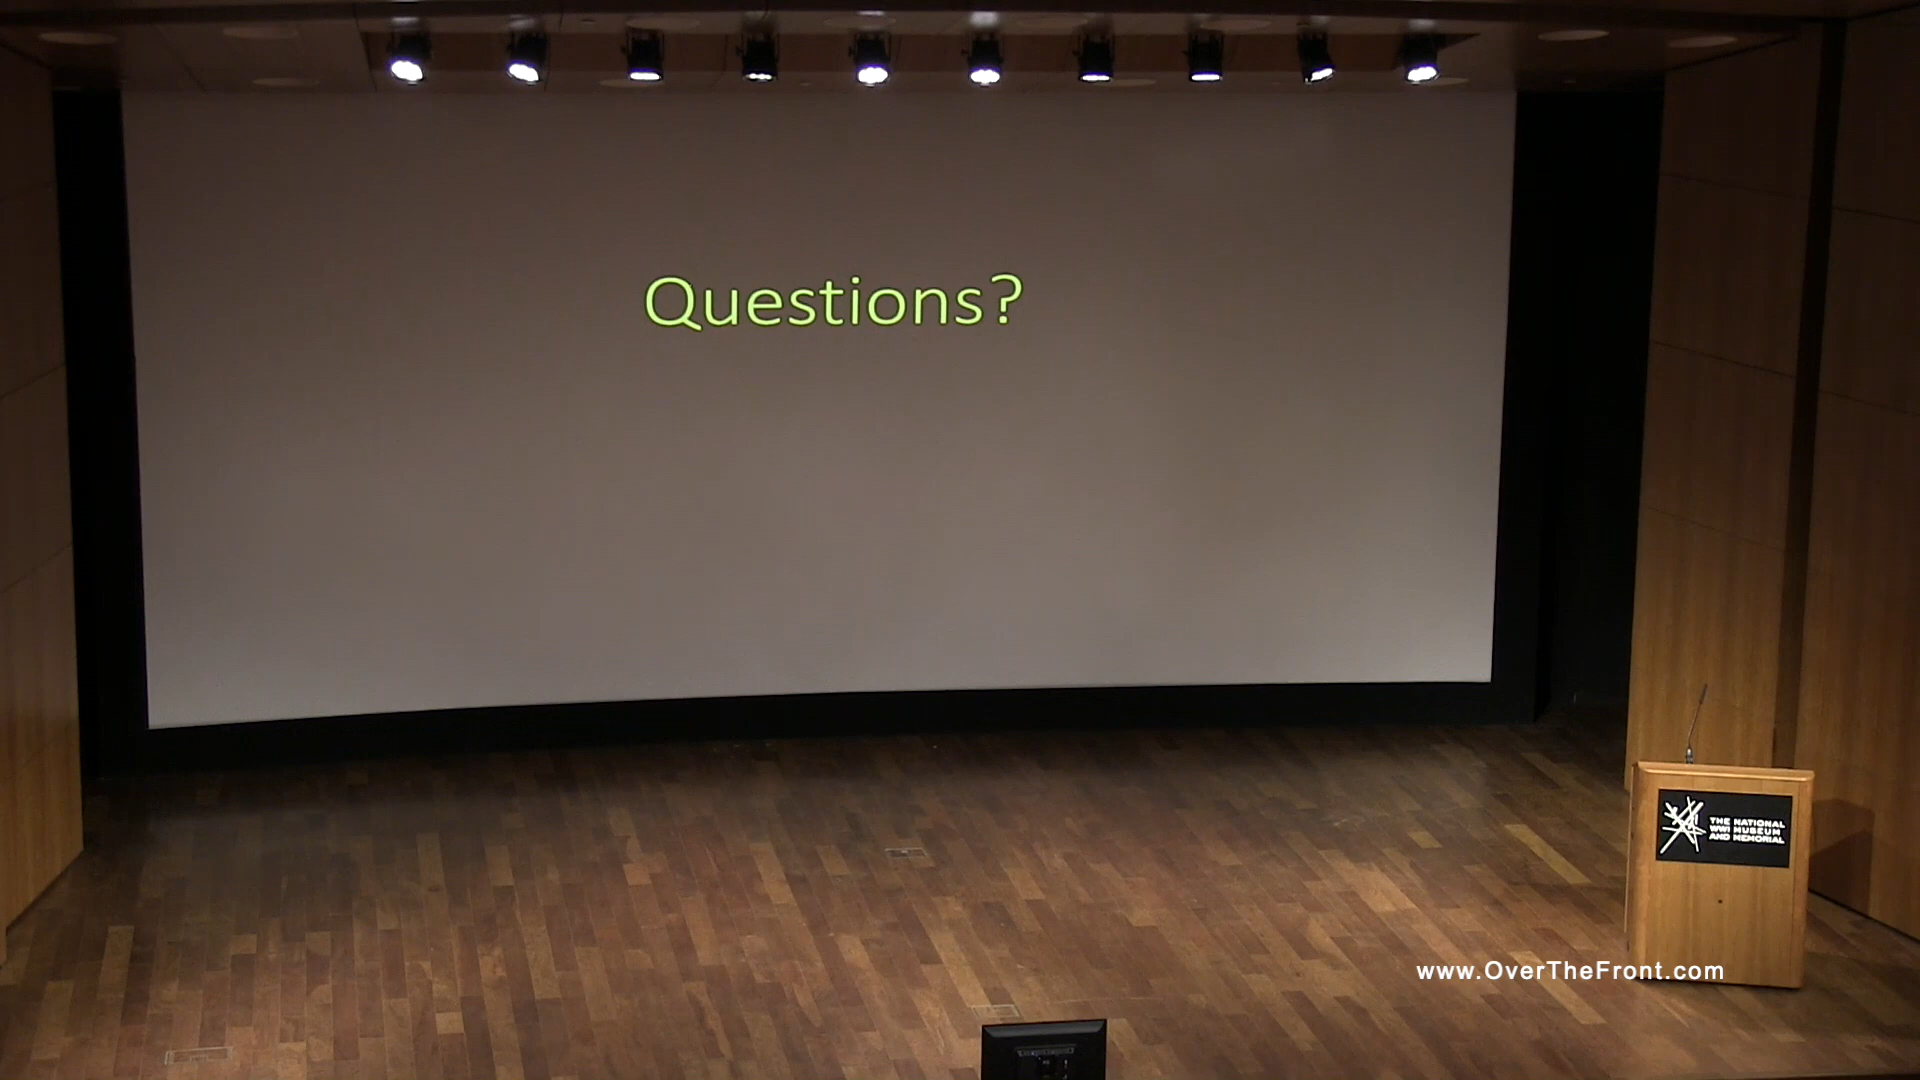 Questions?
THE NATIONAL
WWI MUSEUM
AND MEMORIAL
www.OverTheFront.com